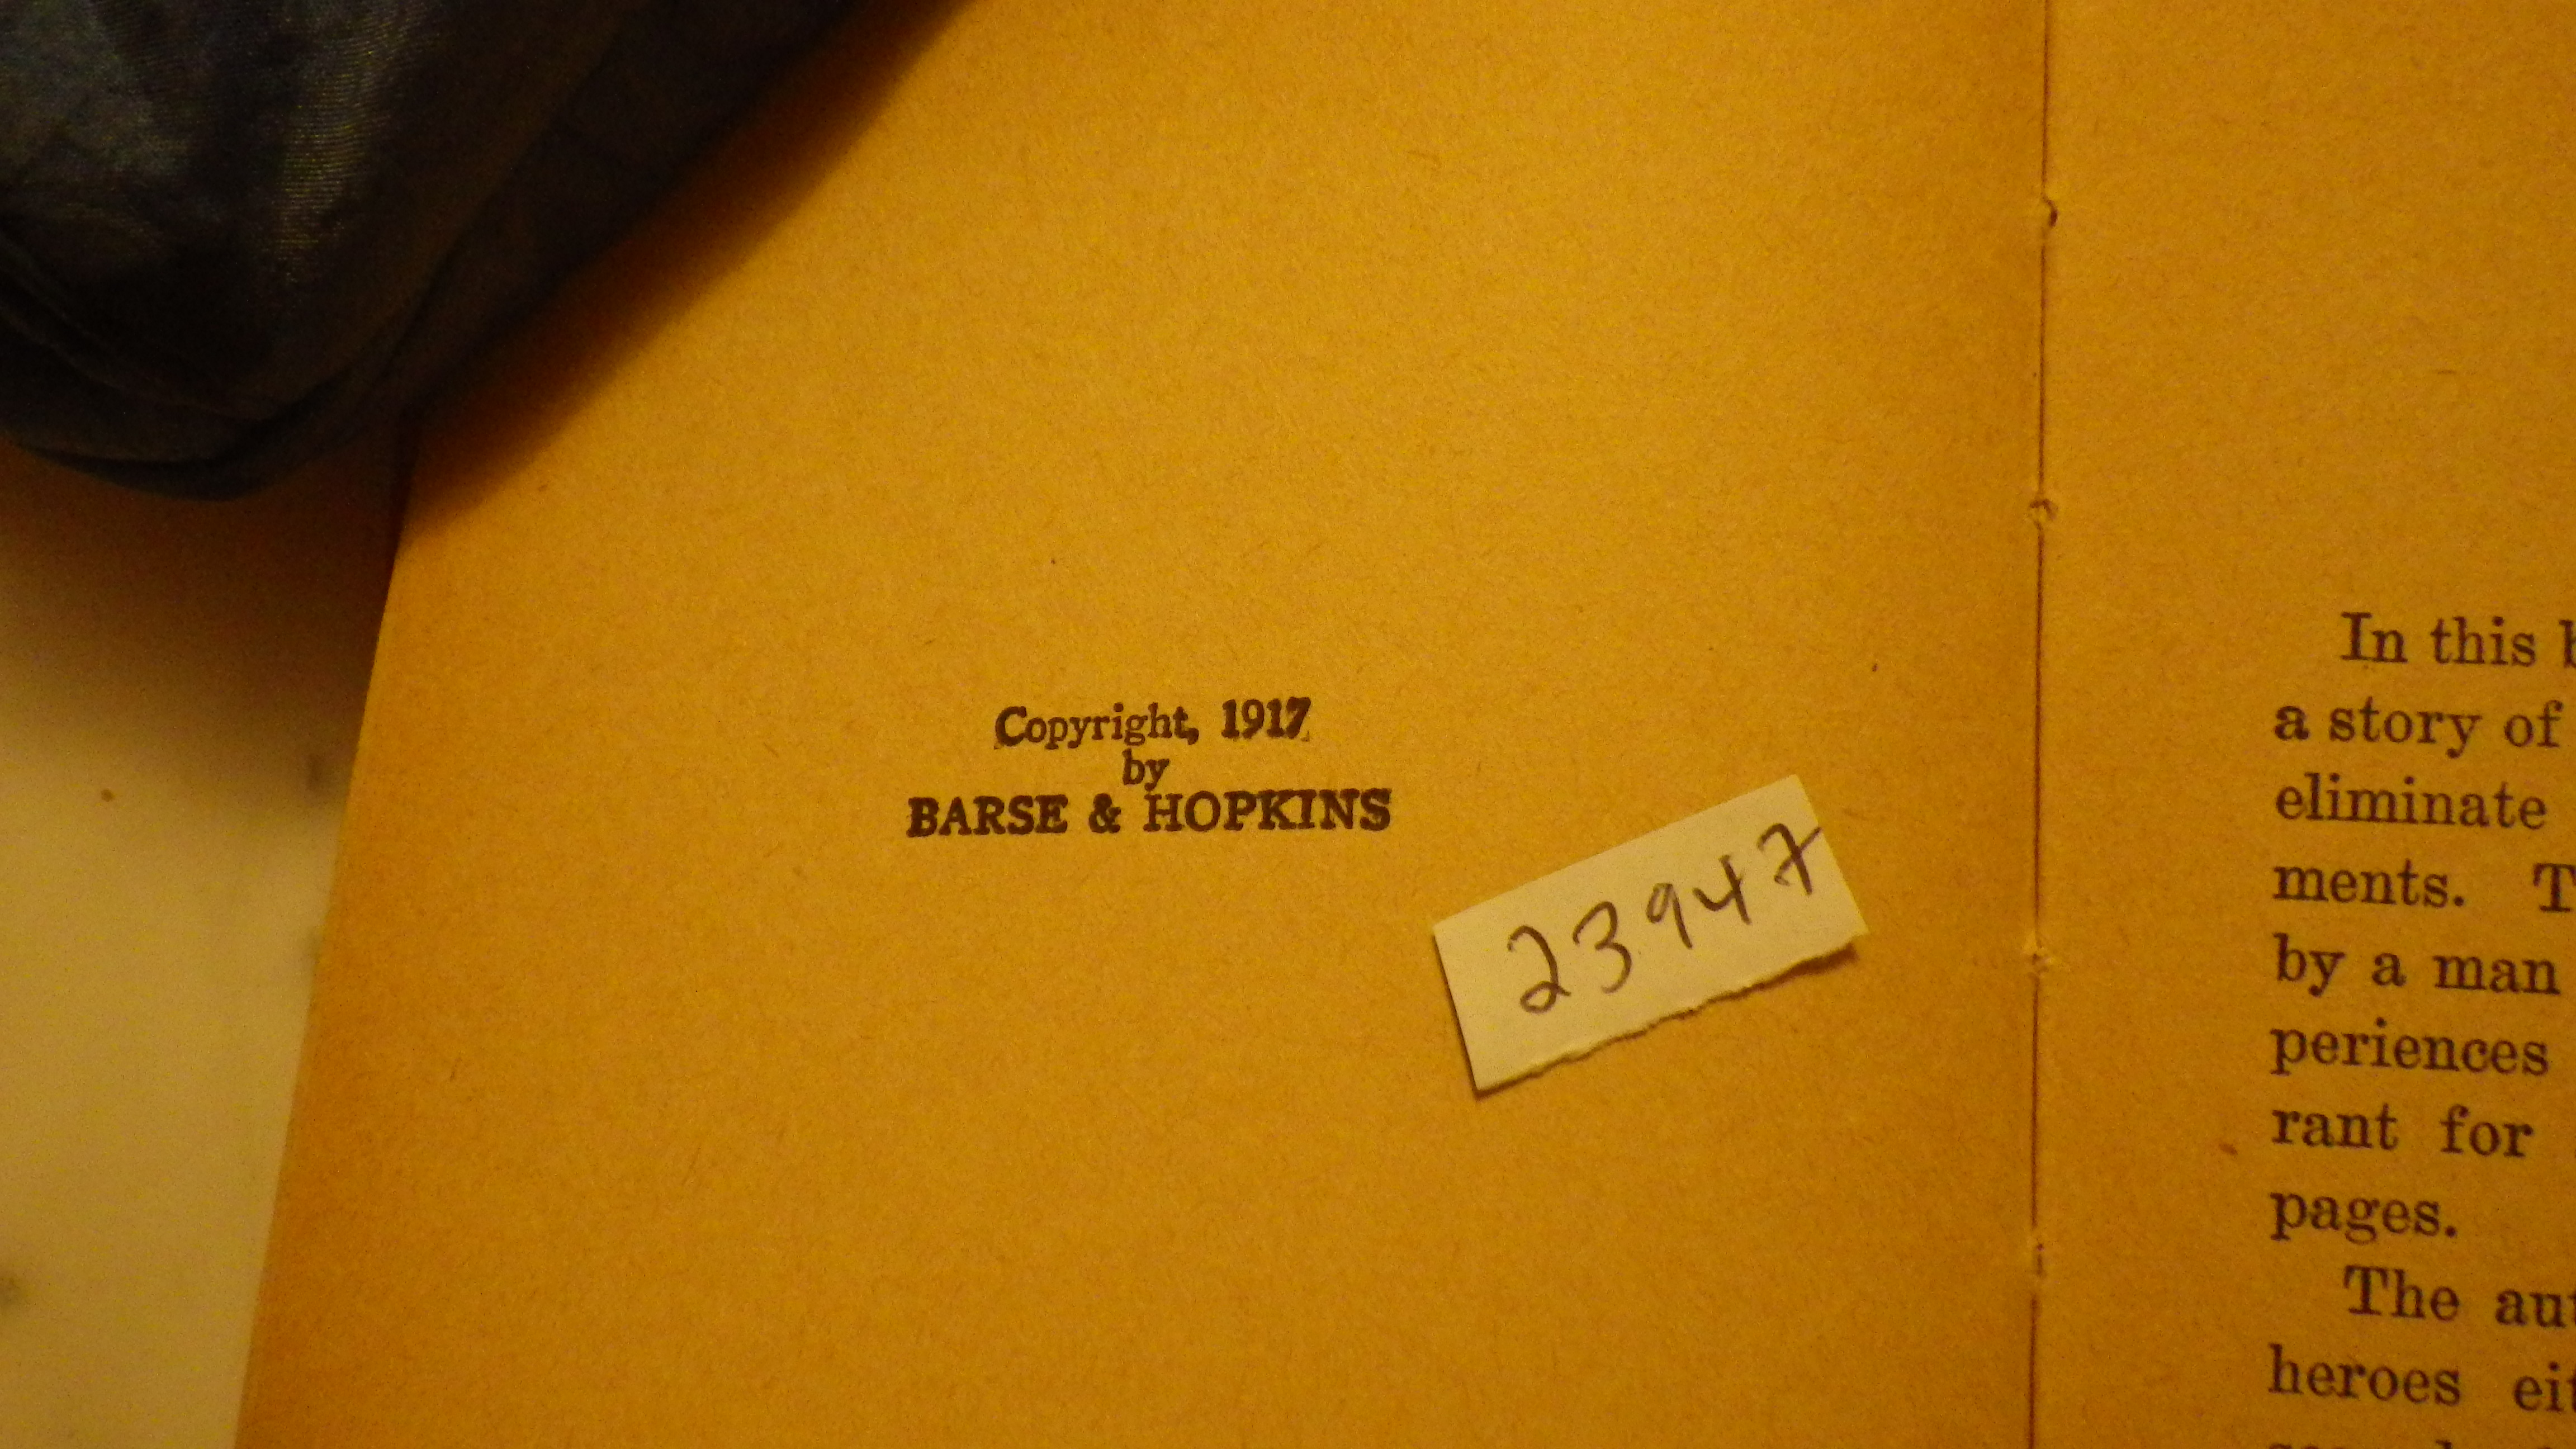 Copyright, 1917
by
BARSE & HOPKINS
23947
In this
a story of
eliminate
ments.
by a man
periences
rant for
pages.
The
heroes